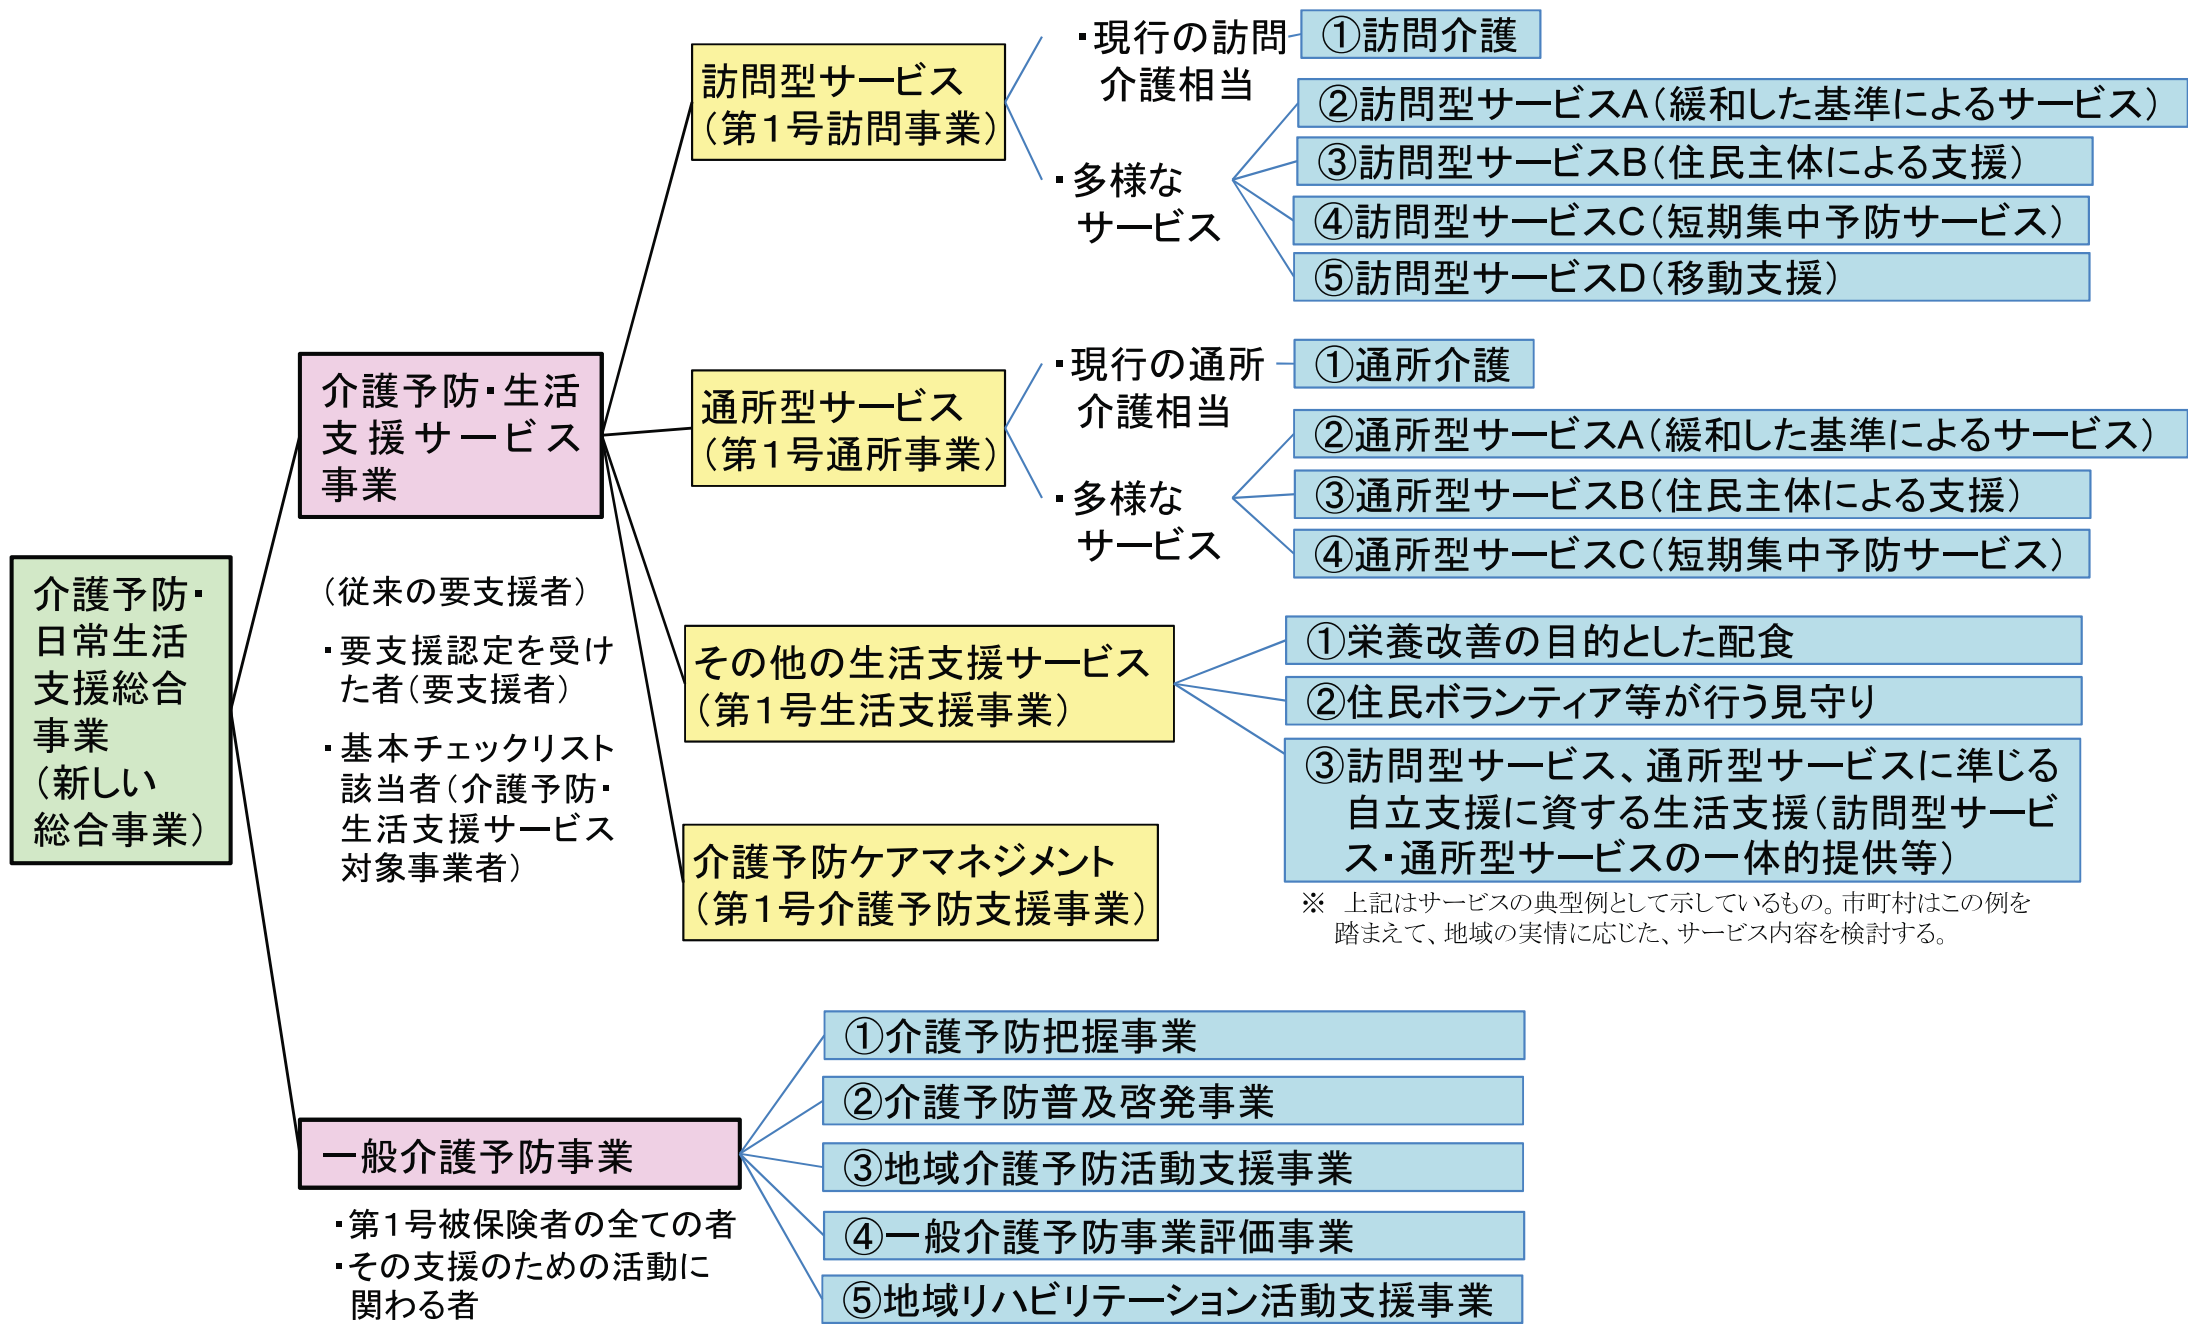 介護予防・
日常生活
支援総合
事業
（新しい
総合事業）
介護予防・生活
支援サービス
事業
（従来の要支援者）
・要支援認定を受け
た者（要支援者）
・基本チェックリスト
該当者（介護予防・
生活支援サービス
対象事業者）
訪問型サービス
（第１号訪問事業）
・現行の訪問
介護相当
①訪問介護
・多様な
サービス
②訪問型サービスA（緩和した基準によるサービス）
③訪問型サービスB（住民主体による支援）
④訪問型サービスC（短期集中予防サービス）
⑤訪問型サービスD（移動支援）
通所型サービス
（第１号通所事業）
・現行の通所
介護相当
①通所介護
・多様な
サービス
②通所型サービスA（緩和した基準によるサービス）
③通所型サービスB（住民主体による支援）
④通所型サービスC（短期集中予防サービス）
その他の生活支援サービス
（第１号生活支援事業）
①栄養改善の目的とした配食
②住民ボランティア等が行う見守り
③訪問型サービス、通所型サービスに準じる
自立支援に資する生活支援（訪問型サービ
ス・通所型サービスの一体的提供等）
※　上記はサービスの典型例として示しているもの。市町村はこの例を
踏まえて、地域の実情に応じた、サービス内容を検討する。
介護予防ケアマネジメント
（第１号介護予防支援事業）
一般介護予防事業
・第１号被保険者の全ての者
・その支援のための活動に
関わる者
①介護予防把握事業
②介護予防普及啓発事業
③地域介護予防活動支援事業
④一般介護予防事業評価事業
⑤地域リハビリテーション活動支援事業